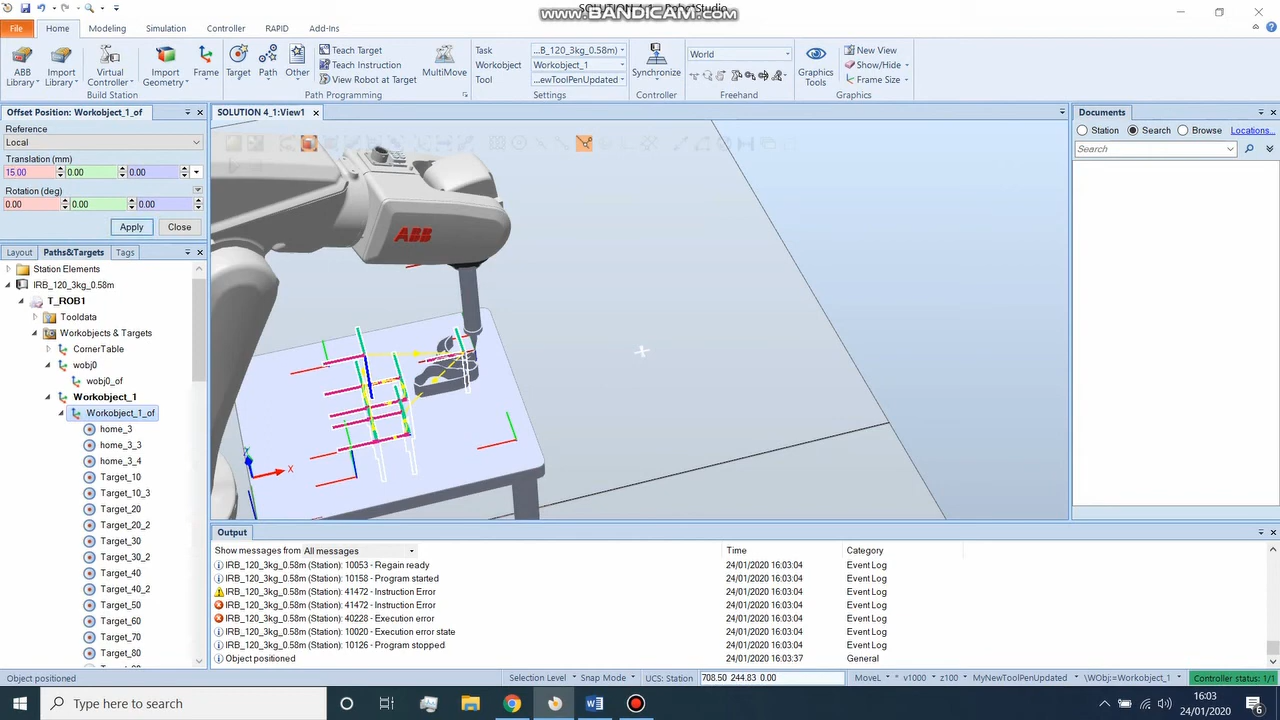 SOLUTION 4_1 - RobotStudio
www.BANDICAM.com
File Home Modeling Simulation Controller RAPID Add-Ins
ABB Library
Import Library
Virtual Controller
Import Geometry
Frame
Build Station
Target
Path
Other
Teach Target
Teach Instruction
View Robot at Target
MultiMove
Path Programming
Task ...B_120_3kg_0.58m)
Workobject Workobject_1
Tool ...ewToolPenUpdated
Settings
Synchronize
Controller
World
Freehand
Graphics Tools
New View
Show/Hide
Frame Size
Graphics
Offset Position: Workobject_1_of
Reference
Local
Translation (mm)
15.00 0.00 0.00
Rotation (deg)
0.00 0.00 0.00
Apply Close
Layout Paths&Targets Tags
Station Elements
IRB_120_3kg_0.58m
T_ROB1
Tooldata
Workobjects & Targets
CornerTable
wobj0
wobj0_of
Workobject_1
Workobject_1_of
home_3
home_3_3
home_3_4
Target_10
Target_10_3
Target_20
Target_20_2
Target_30
Target_30_2
Target_40
Target_40_2
Target_50
Target_60
Target_70
Target_80
SOLUTION 4_1:View1
ABB
X
Documents
Station Search Browse Locations...
Search
Output
Show messages from All messages Time Category
IRB_120_3kg_0.58m (Station): 10053 - Regain ready 24/01/2020 16:03:04 Event Log
IRB_120_3kg_0.58m (Station): 10158 - Program started 24/01/2020 16:03:04 Event Log
IRB_120_3kg_0.58m (Station): 41472 - Instruction Error 24/01/2020 16:03:04 Event Log
IRB_120_3kg_0.58m (Station): 41472 - Instruction Error 24/01/2020 16:03:04 Event Log
IRB_120_3kg_0.58m (Station): 40228 - Execution error 24/01/2020 16:03:04 Event Log
IRB_120_3kg_0.58m (Station): 10020 - Execution error state 24/01/2020 16:03:04 Event Log
IRB_120_3kg_0.58m (Station): 10126 - Program stopped 24/01/2020 16:03:04 Event Log
Object positioned 24/01/2020 16:03:37 General
Object positioned Selection Level Snap Mode UCS: Station 708.50 244.83 0.00 MoveL * v1000 z100 MyNewToolPenUpdated \WObj:=Workobject_1 Controller status: 1/1
Type here to search
16:03
24/01/2020
6